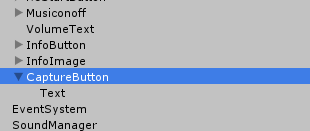 Musiconoff
VolumeText
InfoButton
InfoImage
CaptureButton
Text
EventSystem
SoundManager